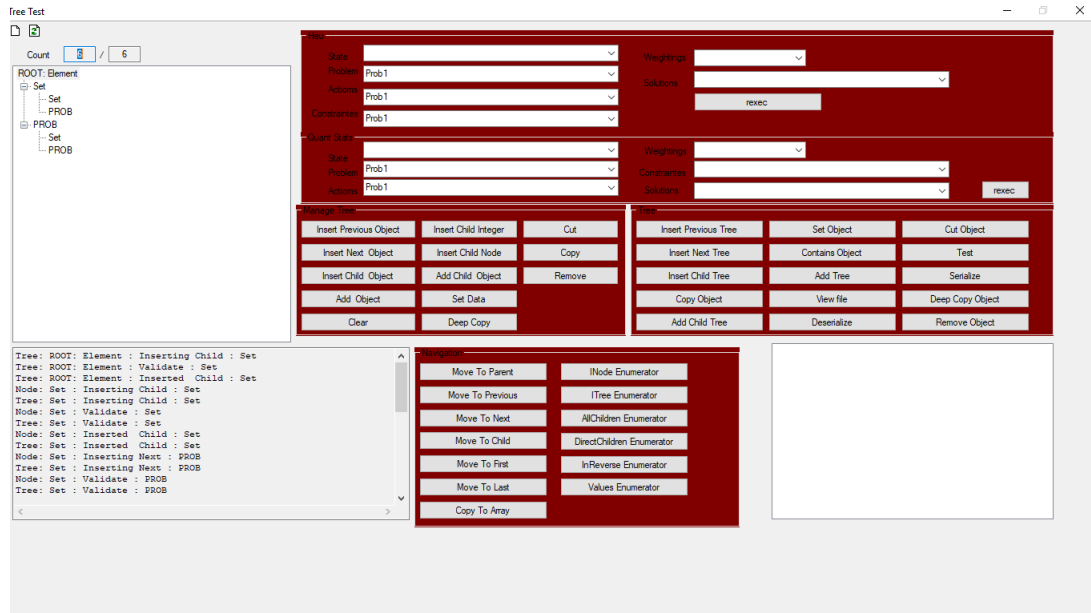 Tree Test
Count 6 / 6
ROOT: Element
Set
Set
PROB
PROB
Set
PROB
Heu
State
Problem Prob1
Actions Prob1
Constraintes Prob1
Weightings
Solutions
rexec
Quant State
State
Problem Prob1
Actions Prob1
Weightings
Constraintes
Solutions
rexec
Manage Tree
Insert Previous Object Insert Child Integer Cut
Insert Next Object Insert Child Node Copy
Insert Child Object Add Child Object Remove
Add Object Set Data
Clear Deep Copy
Tree
Insert Previous Tree Set Object Cut Object
Insert Next Tree Contains Object Test
Insert Child Tree Add Tree Serialize
Copy Object View file Deep Copy Object
Add Child Tree Deserialize Remove Object
Tree: ROOT: Element : Inserting Child : Set
Tree: ROOT: Element : Validate : Set
Tree: ROOT: Element : Inserted Child : Set
Node: Set : Inserting Child : Set
Tree: Set : Inserting Child : Set
Node: Set : Validate : Set
Tree: Set : Validate : Set
Node: Set : Inserted Child : Set
Tree: Set : Inserted Child : Set
Node: Set : Inserting Next : PROB
Tree: Set : Inserting Next : PROB
Node: Set : Validate : PROB
Tree: Set : Validate : PROB
Navigation
Move To Parent INode Enumerator
Move To Previous ITree Enumerator
Move To Next AllChildren Enumerator
Move To Child DirectChildren Enumerator
Move To First InReverse Enumerator
Move To Last Values Enumerator
Copy To Array